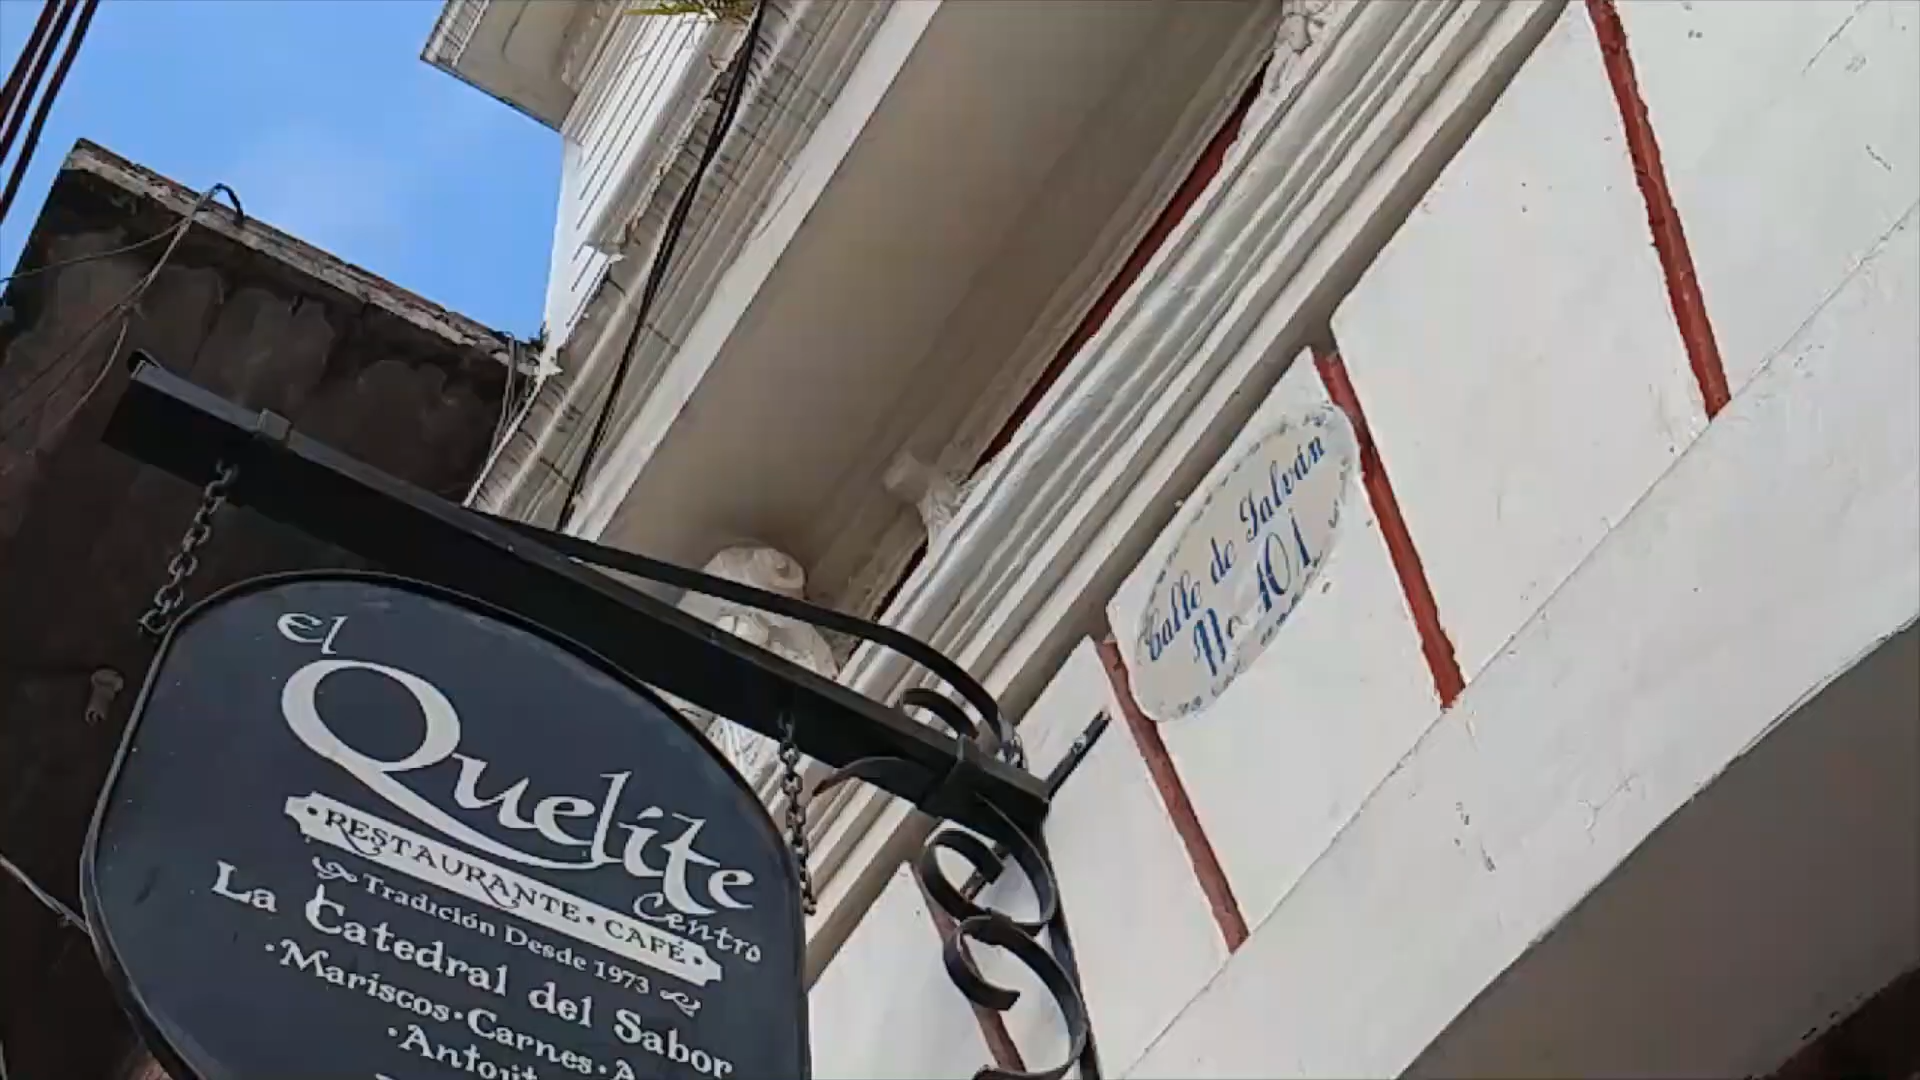 El
Quelite
Centro
·RESTAURANTE·CAFÉ·
Tradición Desde 1973
La Catedral del Sabor
·Mariscos·Carnes·A
·Antojit
Calle de Galván
No 101